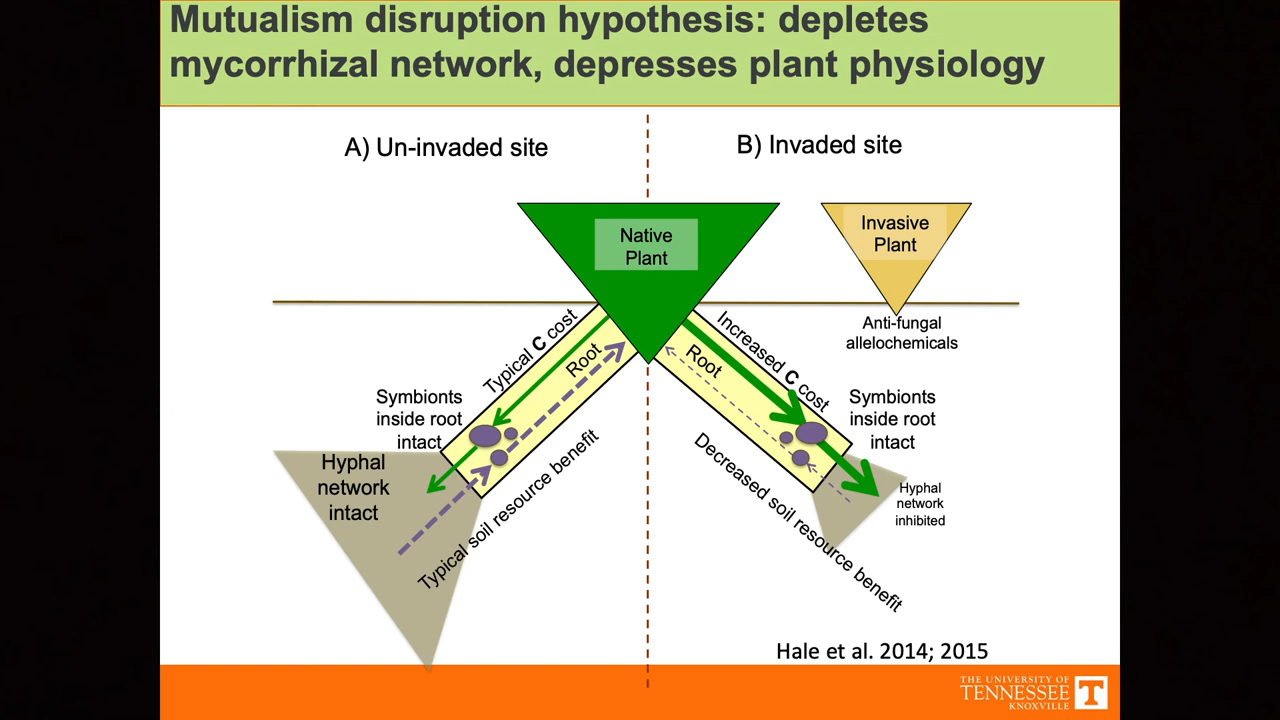 Mutualism disruption hypothesis: depletes
mycorrhizal network, depresses plant physiology
A) Un-invaded site
B) Invaded site
Native
Plant
Invasive
Plant
Anti-fungal
allelochemicals
Typical C cost
Root
Symbionts
inside root
intact
Hyphal
network
intact
Typical soil resource benefit
Increased C cost
Root
Symbionts
inside root
intact
Hyphal
network
inhibited
Decreased soil resource benefit
Hale et al. 2014; 2015
THE UNIVERSITY OF
TENNESSEE
KNOXVILLE
T